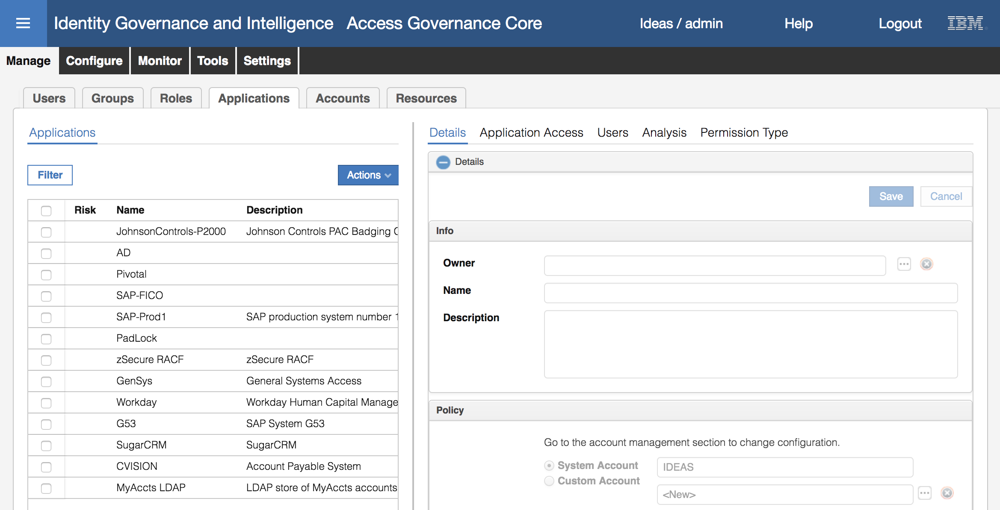 Identity Governance and Intelligence Access Governance Core Ideas / admin Help Logout IBM
Manage Configure Monitor Tools Settings
Users Groups Roles Applications Accounts Resources
Applications
Filter Actions
Risk Name Description
JohnsonControls-P2000 Johnson Controls PAC Badging
AD
Pivotal
SAP-FICO
SAP-Prod1 SAP production system number 1
PadLock
zSecure RACF zSecure RACF
GenSys General Systems Access
Workday Workday Human Capital Manage
G53 SAP System G53
SugarCRM SugarCRM
CVISION Account Payable System
MyAccts LDAP LDAP store of MyAccts accounts
Details Application Access Users Analysis Permission Type
Details
Save Cancel
Info
Owner
Name
Description
Policy
Go to the account management section to change configuration.
System Account IDEAS
Custom Account
<New>